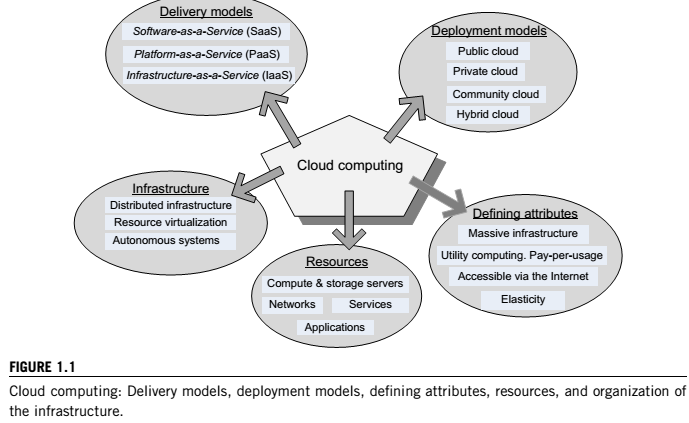 Delivery models
Software-as-a-Service (SaaS)
Platform-as-a-Service (PaaS)
Infrastructure-as-a-Service (IaaS)
Deployment models
Public cloud
Private cloud
Community cloud
Hybrid cloud
Cloud computing
Infrastructure
Distributed infrastructure
Resource virtualization
Autonomous systems
Resources
Compute & storage servers
Networks Services
Applications
Defining attributes
Massive infrastructure
Utility computing. Pay-per-usage
Accessible via the Internet
Elasticity
FIGURE 1.1
Cloud computing: Delivery models, deployment models, defining attributes, resources, and organization of
the infrastructure.